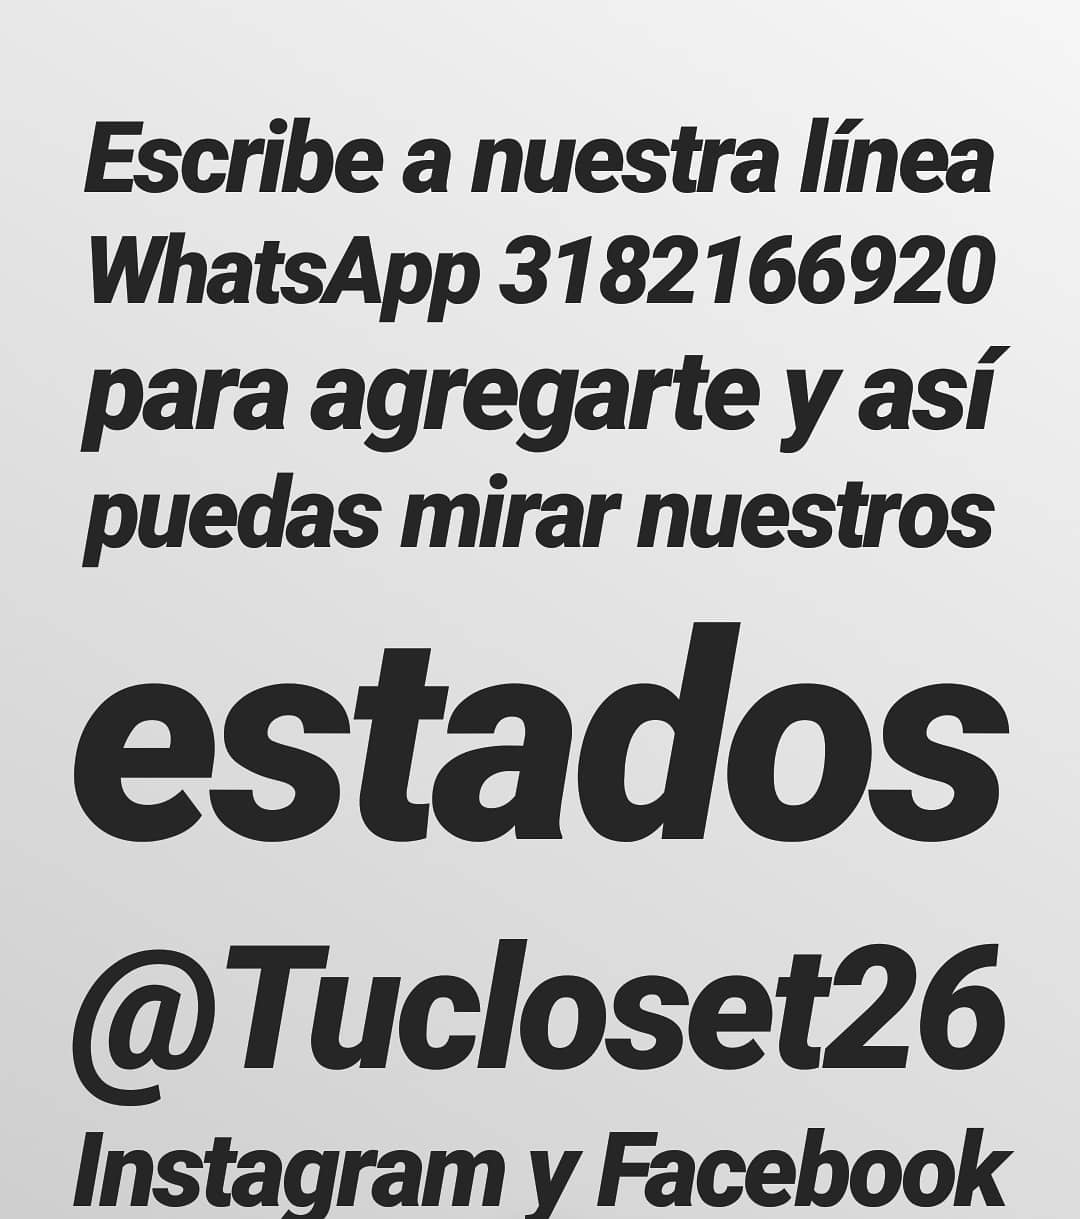 Escribe a nuestra línea
WhatsApp 3182166920
para agregarte y así
puedas mirar nuestros
estados
@Tucloset26
Instagram y Facebook